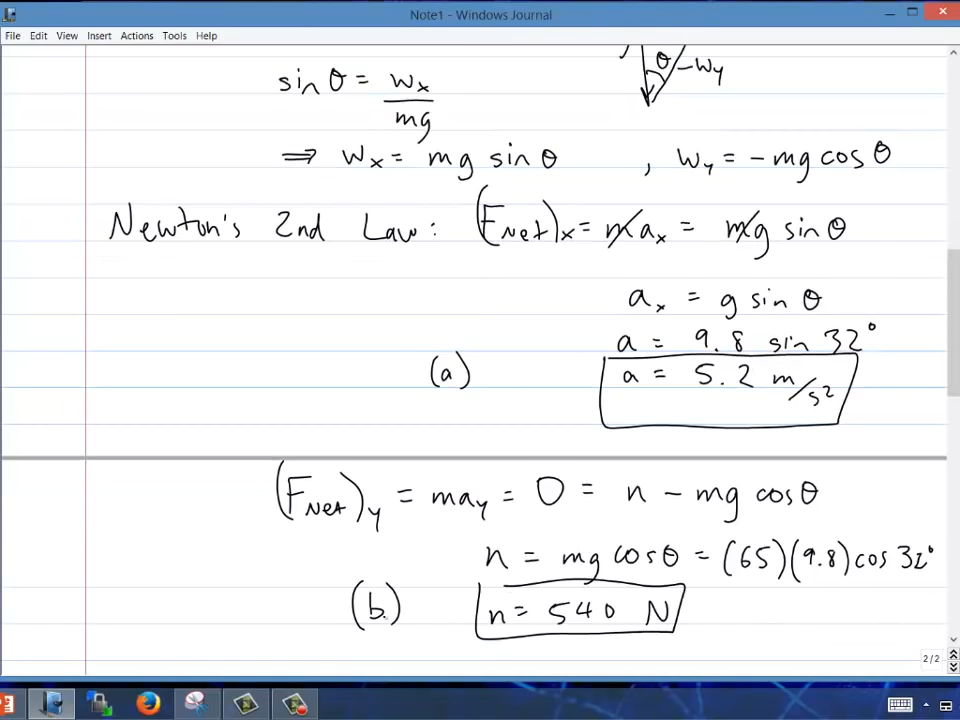 Note1 - Windows Journal
File Edit View Insert Actions Tools Help
θ -wy
sin θ = wx / mg
⟹ wx = mg sin θ , wy = -mg cos θ
Newton's 2nd Law: (FNet)x = max = mg sin θ
ax = g sin θ
a = 9.8 sin 32°
(a) a = 5.2 m/s²
(FNet)y = may = 0 = n - mg cosθ
n = mg cosθ = (65)(9.8) cos 32°
(b.) n = 540 N
2/2